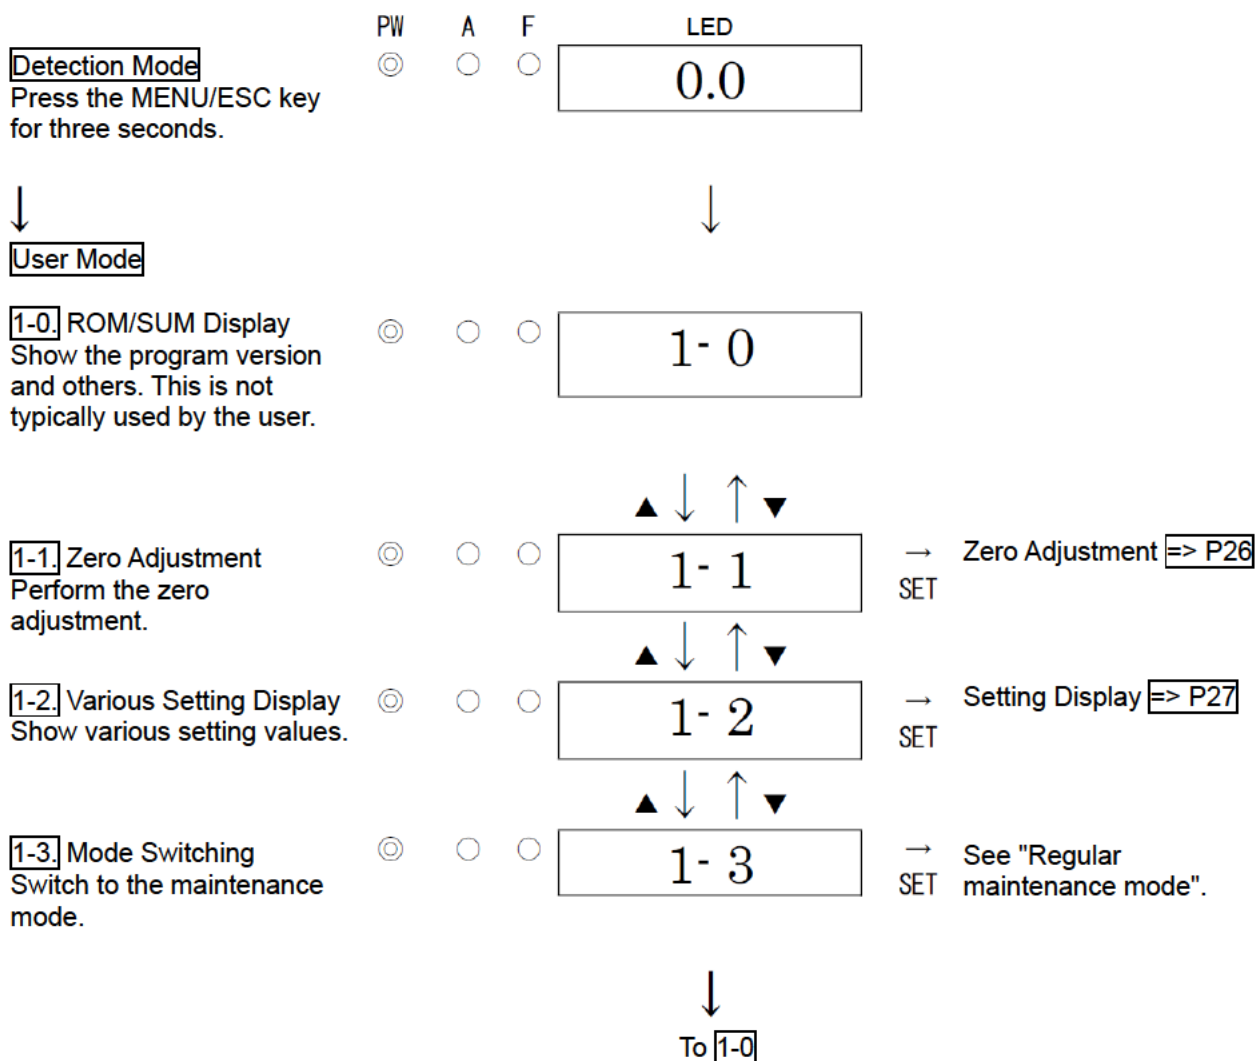 PW A F LED
Detection Mode
Press the MENU/ESC key
for three seconds.
0.0
↓ ↓
User Mode
1-0. ROM/SUM Display
Show the program version
and others. This is not
typically used by the user.
1- 0
▲ ↓ ↑ ▼
1-1. Zero Adjustment
Perform the zero
adjustment.
1- 1
→ Zero Adjustment => P26
SET
▲ ↓ ↑ ▼
1-2. Various Setting Display
Show various setting values.
1- 2
→ Setting Display => P27
SET
▲ ↓ ↑ ▼
1-3. Mode Switching
Switch to the maintenance
mode.
1- 3
→ See "Regular
SET maintenance mode".
↓
To 1-0